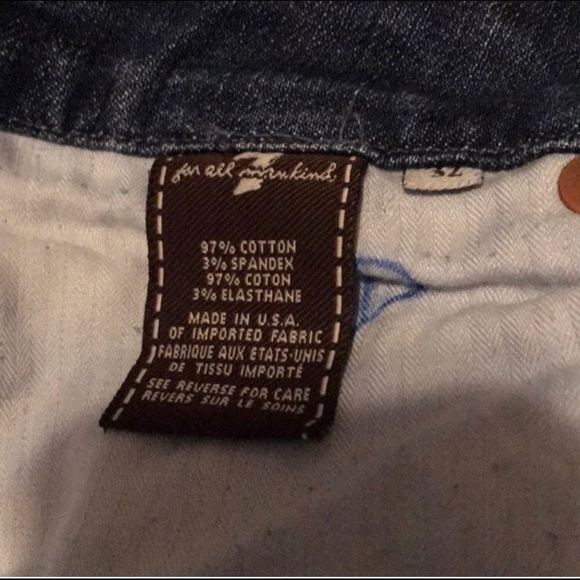 7
for all mankind
97% COTTON
3% SPANDEX
97% COTON
3% ELASTHANE
MADE IN U.S.A.
OF IMPORTED FABRIC
FABRIQUE AUX ETATS-UNIS
DE TISSU IMPORTÉ
SEE REVERSE FOR CARE
REVERS SUR LE SOINS